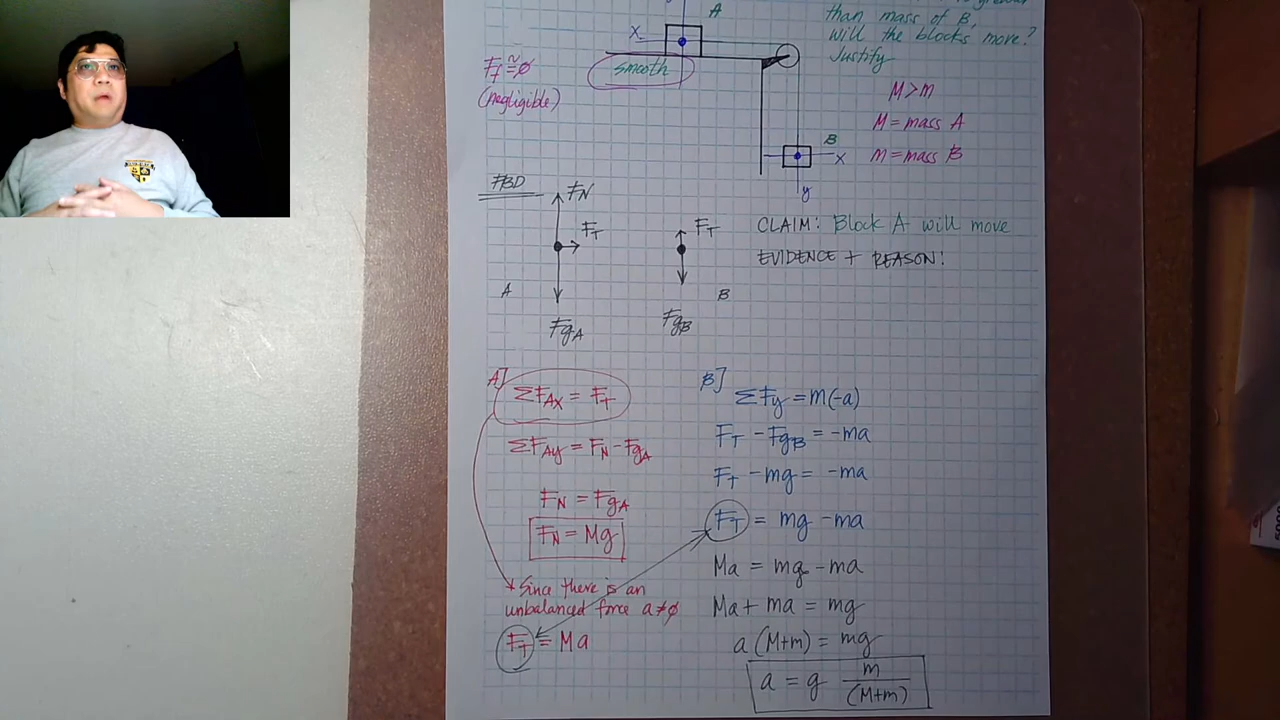 than mass of B,
will the blocks move?
Justify
A
X
smooth
Ff ≅ ∅
(negligible)
M > m
M = mass A
m = mass B
B
X
y
FBD
FN
FT
A
FgA
FT
B
FgB
CLAIM: Block A will move
EVIDENCE + REASON:
A]
ΣFAX = FT
ΣFAy = FN - FgA
FN = FgA
FN = Mg
* Since there is an
unbalanced force a ≠ ∅
FT = Ma
B]
ΣFy = m(-a)
FT - FgB = -ma
FT - mg = -ma
FT = mg - ma
Ma = mg - ma
Ma + ma = mg
a (M+m) = mg
a = g m/(M+m)